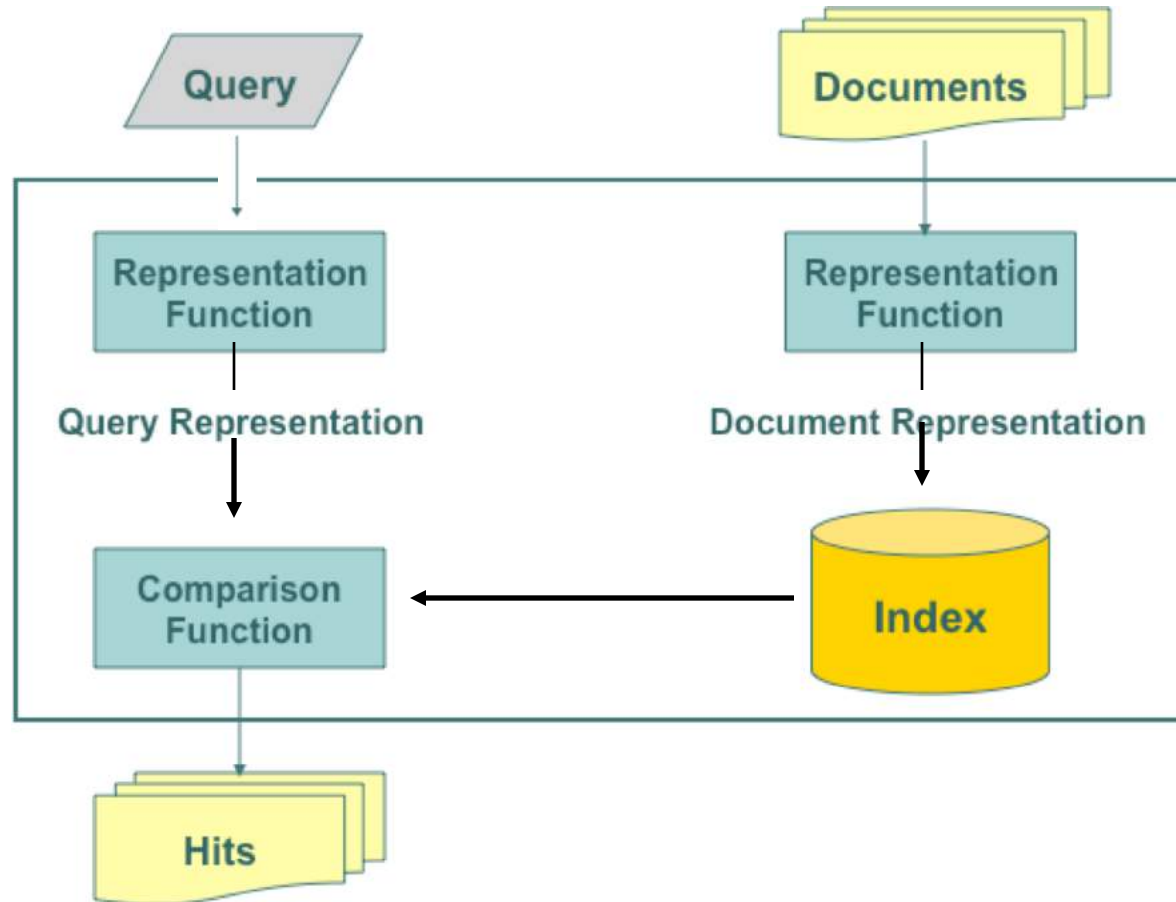 Query
Documents
Representation
Function
Representation
Function
Query Representation
Document Representation
Comparison
Function
Index
Hits